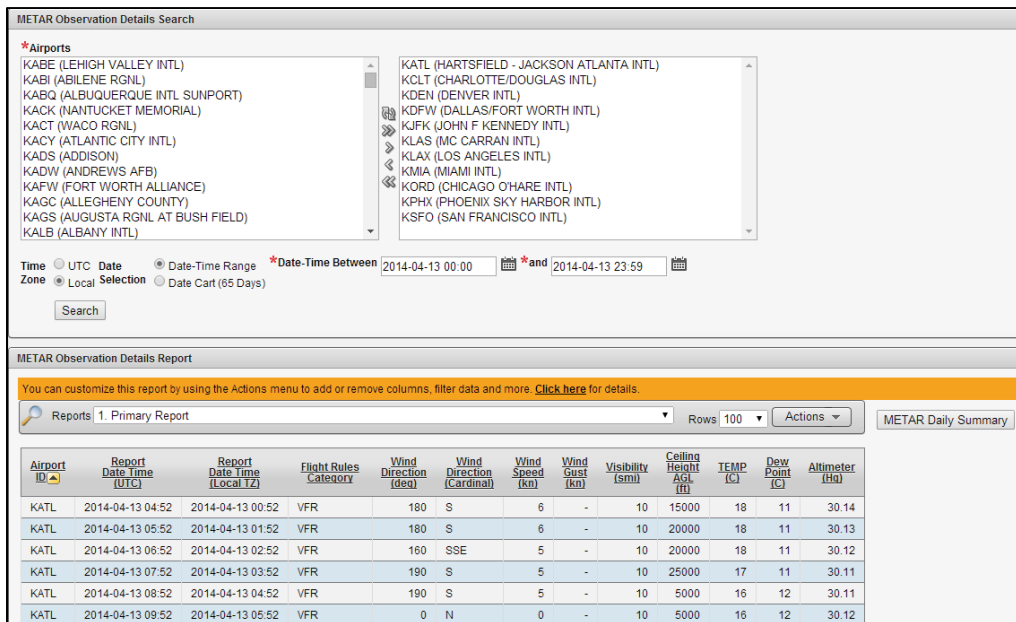 METAR Observation Details Search
*Airports
KABE (LEHIGH VALLEY INTL)
KABI (ABILENE RGNL)
KABQ (ALBUQUERQUE INTL SUNPORT)
KACK (NANTUCKET MEMORIAL)
KACT (WACO RGNL)
KACY (ATLANTIC CITY INTL)
KADS (ADDISON)
KADW (ANDREWS AFB)
KAFW (FORT WORTH ALLIANCE)
KAGC (ALLEGHENY COUNTY)
KAGS (AUGUSTA RGNL AT BUSH FIELD)
KALB (ALBANY INTL)
KATL (HARTSFIELD - JACKSON ATLANTA INTL)
KCLT (CHARLOTTE/DOUGLAS INTL)
KDEN (DENVER INTL)
KDFW (DALLAS/FORT WORTH INTL)
KJFK (JOHN F KENNEDY INTL)
KLAS (MC CARRAN INTL)
KLAX (LOS ANGELES INTL)
KMIA (MIAMI INTL)
KORD (CHICAGO O'HARE INTL)
KPHX (PHOENIX SKY HARBOR INTL)
KSFO (SAN FRANCISCO INTL)
Time Zone UTC Local
Date Selection Date-Time Range Date Cart (65 Days)
*Date-Time Between 2014-04-13 00:00 *and 2014-04-13 23:59
Search
METAR Observation Details Report
You can customize this report by using the Actions menu to add or remove columns, filter data and more. Click here for details.
Reports 1. Primary Report Rows 100 Actions METAR Daily Summary
Airport ID Report Date Time (UTC) Report Date Time (Local TZ) Flight Rules Category Wind Direction (deg) Wind Direction (Cardinal) Wind Speed (kn) Wind Gust (kn) Visibility (smi) Ceiling Height AGL (ft) TEMP (C) Dew Point (C) Altimeter (Hq)
KATL 2014-04-13 04:52 2014-04-13 00:52 VFR 180 S 6 - 10 15000 18 11 30.14
KATL 2014-04-13 05:52 2014-04-13 01:52 VFR 180 S 6 - 10 20000 18 11 30.13
KATL 2014-04-13 06:52 2014-04-13 02:52 VFR 160 SSE 5 - 10 20000 18 11 30.12
KATL 2014-04-13 07:52 2014-04-13 03:52 VFR 190 S 5 - 10 25000 17 11 30.11
KATL 2014-04-13 08:52 2014-04-13 04:52 VFR 190 S 5 - 10 5000 16 12 30.11
KATL 2014-04-13 09:52 2014-04-13 05:52 VFR 0 N 0 - 10 5000 16 12 30.12